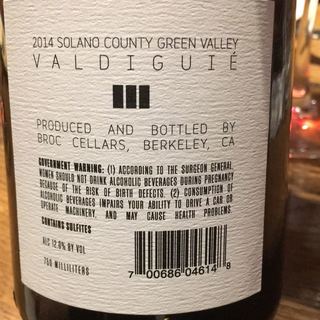 2014 SOLANO COUNTY GREEN VALLEY
VALDIGUIÉ
PRODUCED AND BOTTLED BY
BROC CELLARS, BERKELEY, CA
GOVERNMENT WARNING: (1) ACCORDING TO THE SURGEON GENERAL,
WOMEN SHOULD NOT DRINK ALCOHOLIC BEVERAGES DURING PREGNANCY
BECAUSE OF THE RISK OF BIRTH DEFECTS. (2) CONSUMPTION OF
ALCOHOLIC BEVERAGES IMPAIRS YOUR ABILITY TO DRIVE A CAR OR
OPERATE MACHINERY, AND MAY CAUSE HEALTH PROBLEMS.
CONTAINS SULFITES
ALC 12.0% BY VOL
750 MILLILITERS
7 00686 04614 8